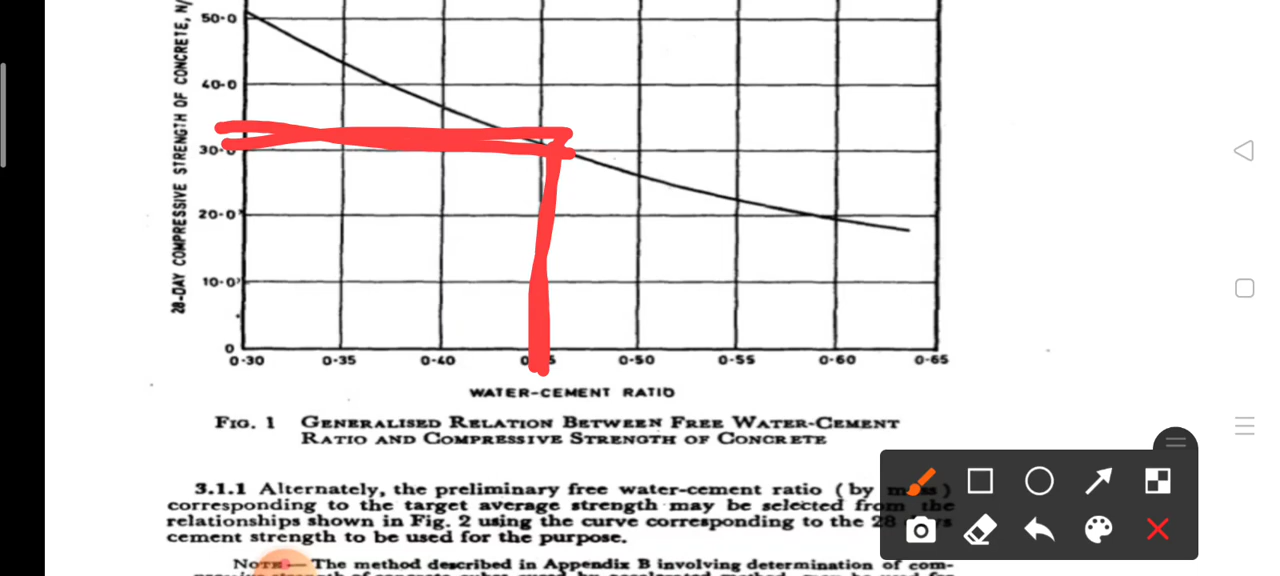 28-DAY COMPRESSIVE STRENGTH OF CONCRETE, N/
50·0
40·0
30·0
20·0
10·0
0
0·30 0·35 0·40 0·50 0·55 0·60 0·65
WATER-CEMENT RATIO
FIG. 1 GENERALISED RELATION BETWEEN FREE WATER-CEMENT
RATIO AND COMPRESSIVE STRENGTH OF CONCRETE
3.1.1 Alternately, the preliminary free water-cement ratio ( by )
corresponding to the target average strength may be selected from the
relationships shown in Fig. 2 using the curve corresponding to the 28
cement strength to be used for the purpose.
NOTE — The method described in Appendix B involving determination of com-